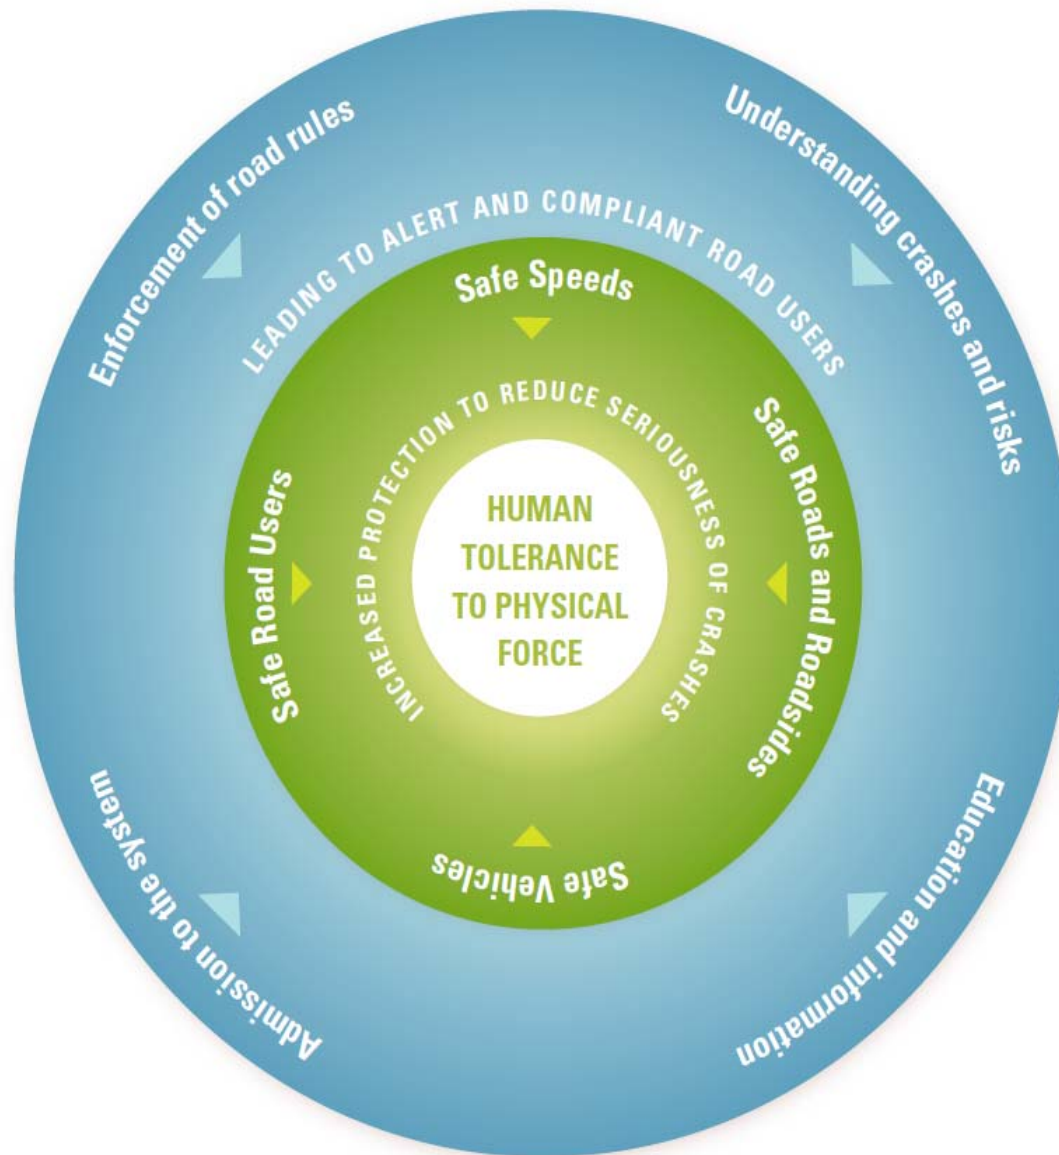 Enforcement of road rules
Understanding crashes and risks
LEADING TO ALERT AND COMPLIANT ROAD USERS
Safe Speeds
INCREASED PROTECTION TO REDUCE SERIOUSNESS OF CRASHES
Safe Road Users
HUMAN
TOLERANCE
TO PHYSICAL
FORCE
Safe Roads and Roadsides
Safe Vehicles
Admission to the system
Education and information